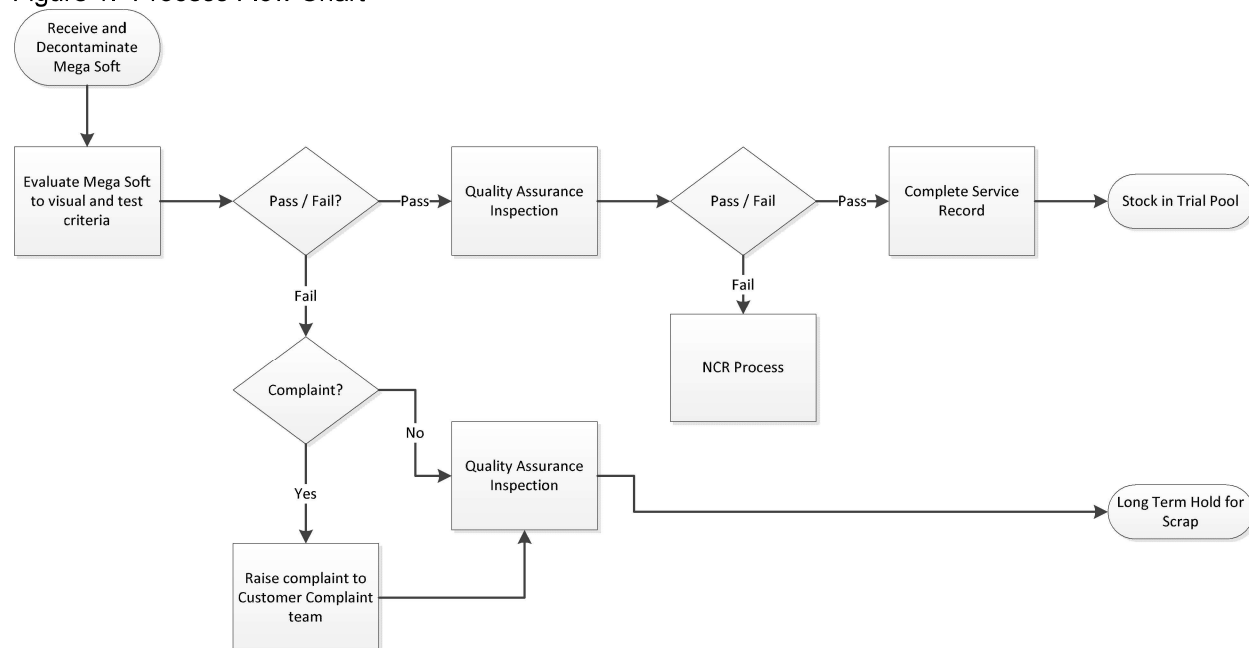 Figure 1: Process Flow Chart
Receive and
Decontaminate
Mega Soft
Evaluate Mega Soft
to visual and test
criteria
Pass / Fail?
Pass
Quality Assurance
Inspection
Pass / Fail
Pass
Complete Service
Record
Stock in Trial Pool
Fail
Fail
NCR Process
Complaint?
No
Quality Assurance
Inspection
Yes
Long Term Hold for
Scrap
Raise complaint to
Customer Complaint
team